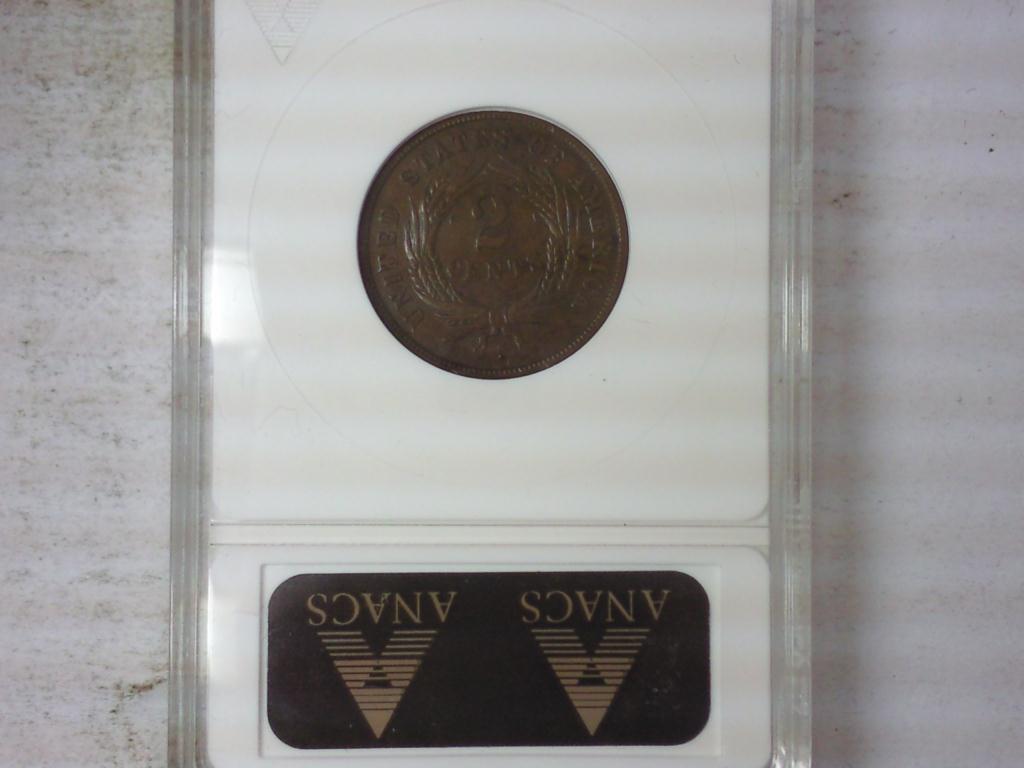 UNITED STATES OF AMERICA
2
CENTS
ANACS ANACS
A A